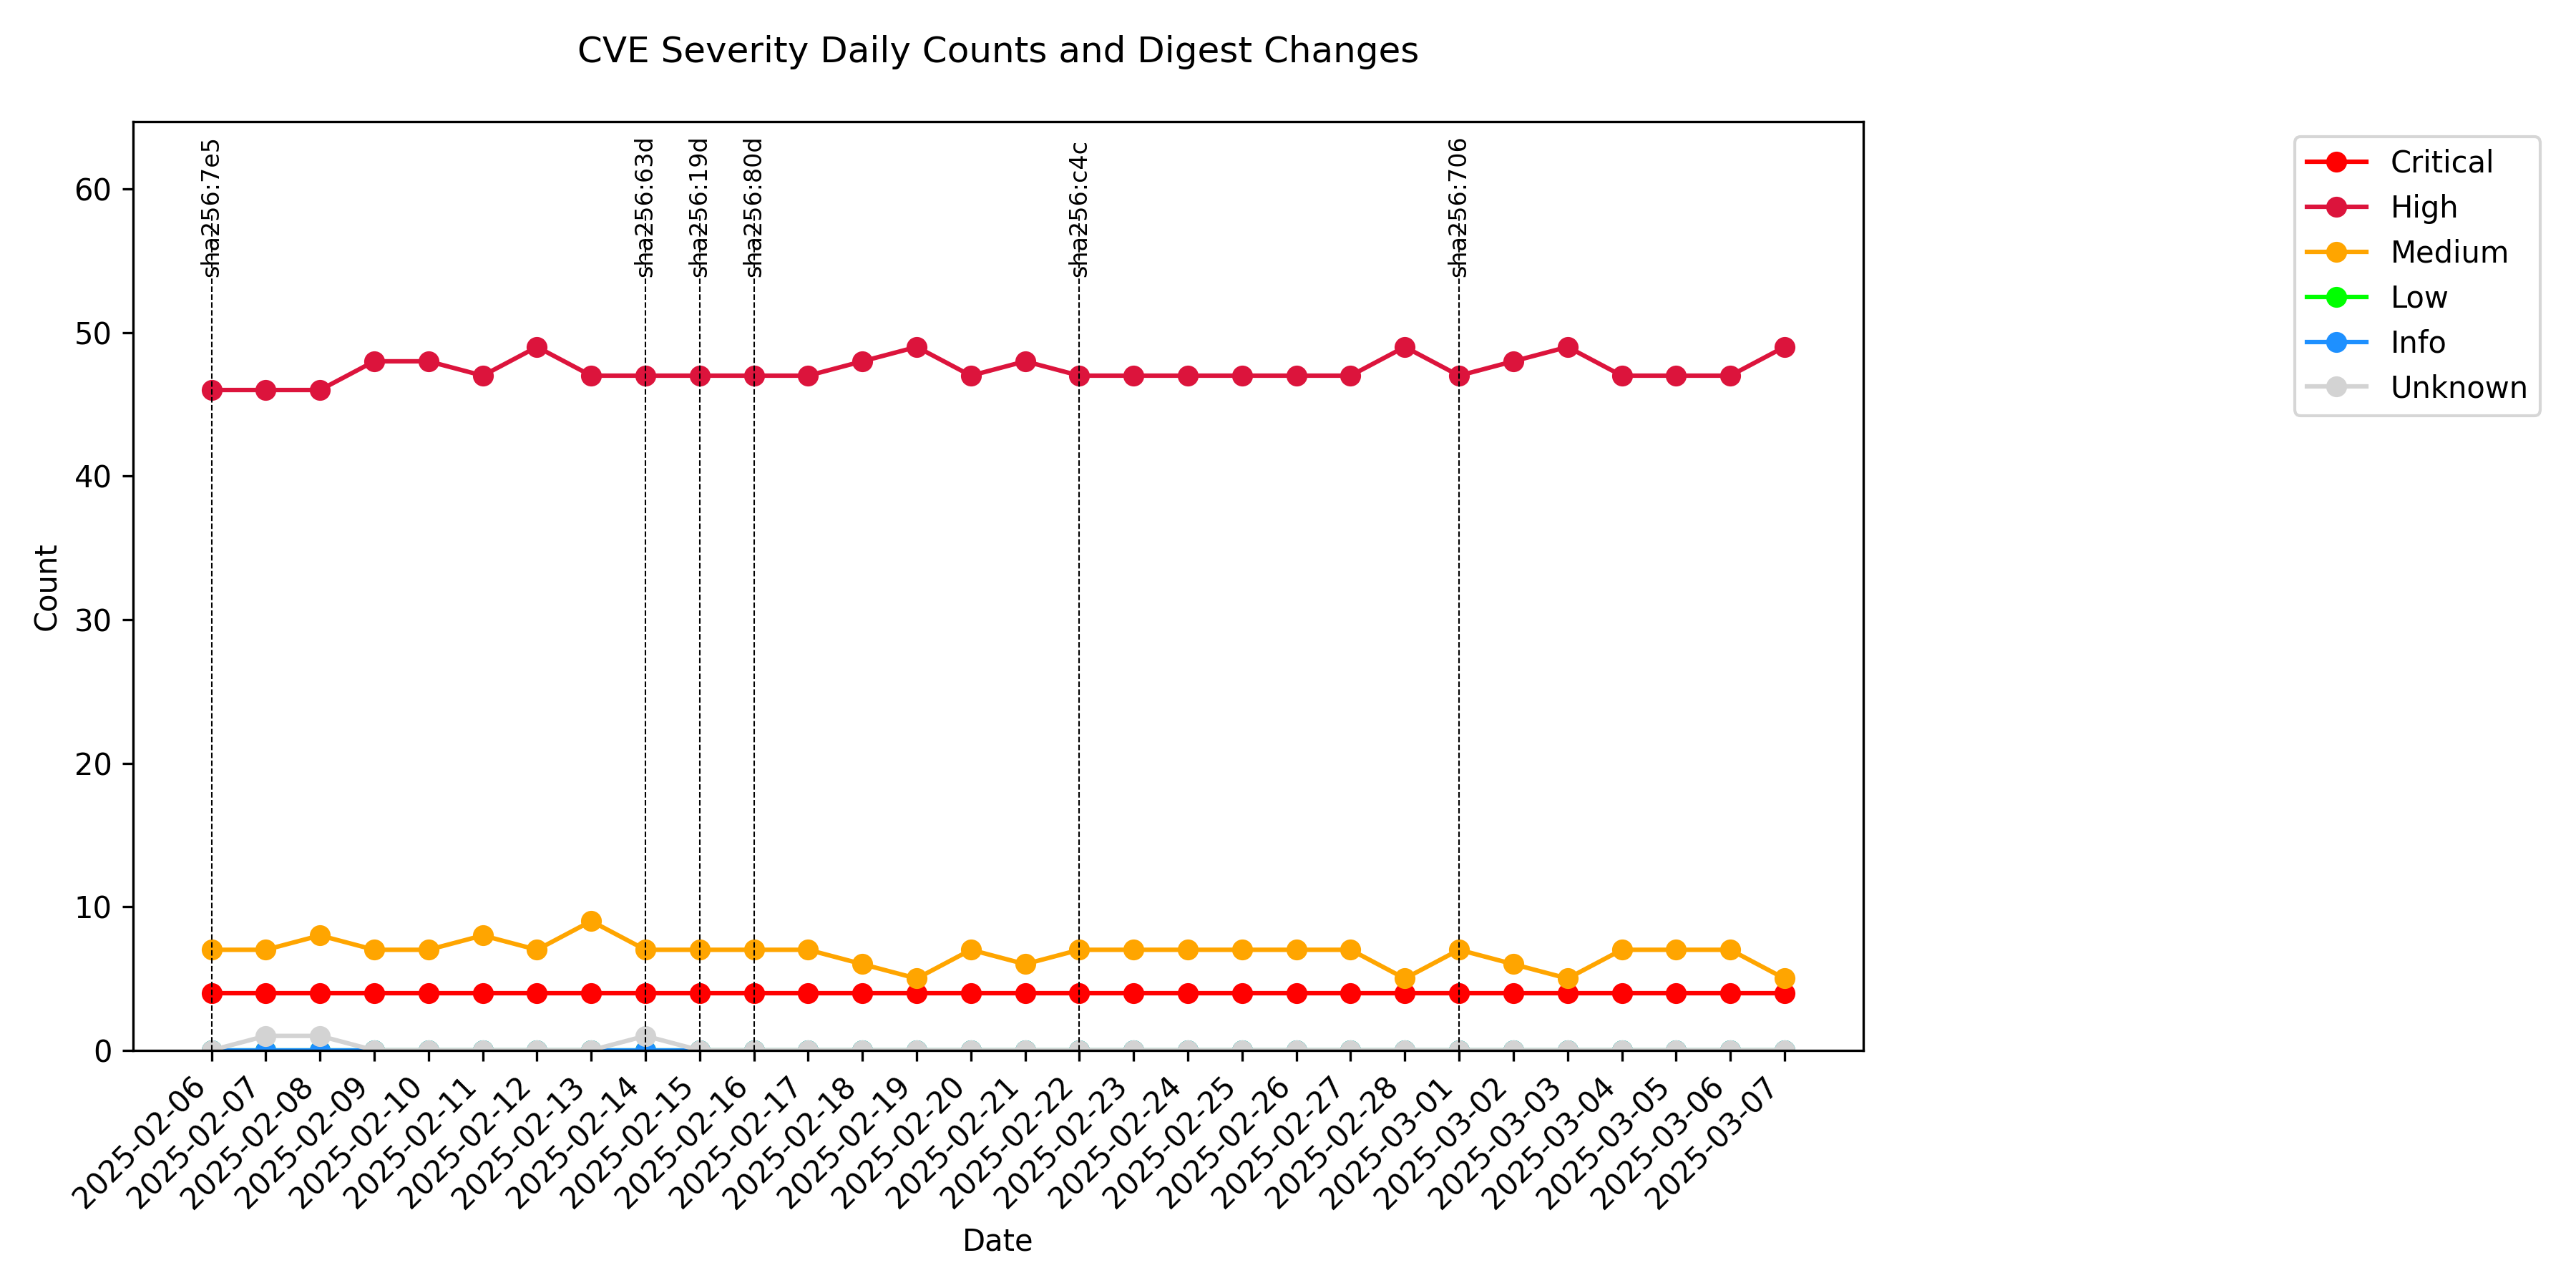 CVE Severity Daily Counts and Digest Changes
sha256:7e5
sha256:63d
sha256:19d
sha256:80d
sha256:c4c
sha256:706
Critical
High
Medium
Low
Info
Unknown
60
50
40
30
20
10
0
Count
2025-02-06
2025-02-07
2025-02-08
2025-02-09
2025-02-10
2025-02-11
2025-02-12
2025-02-13
2025-02-14
2025-02-15
2025-02-16
2025-02-17
2025-02-18
2025-02-19
2025-02-20
2025-02-21
2025-02-22
2025-02-23
2025-02-24
2025-02-25
2025-02-26
2025-02-27
2025-02-28
2025-03-01
2025-03-02
2025-03-03
2025-03-04
2025-03-05
2025-03-06
2025-03-07
Date